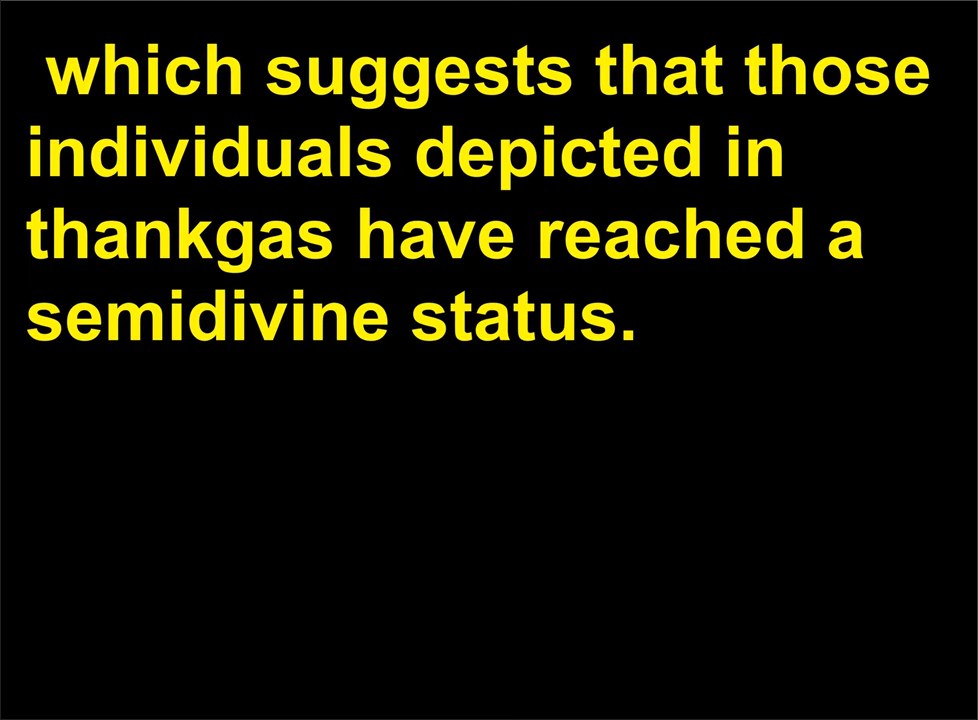 which suggests that those
individuals depicted in
thankgas have reached a
semidivine status.